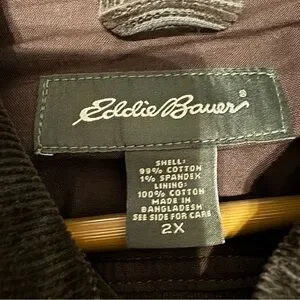 Eddie Bauer®
SHELL:
99% COTTON
1% SPANDEX
LINING:
100% COTTON
MADE IN
BANGLADESH
SEE SIDE FOR CARE
2X